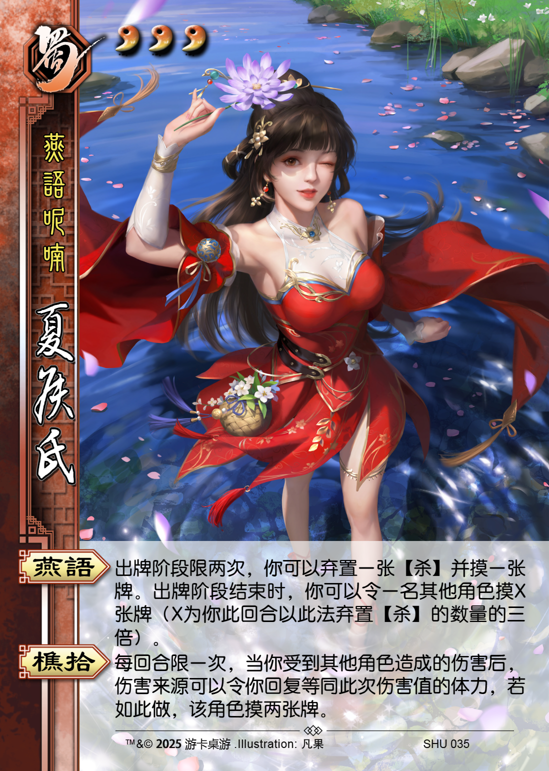 蜀
燕語呢喃
夏侯氏
燕語
出牌阶段限两次，你可以弃置一张【杀】并摸一张
牌。出牌阶段结束时，你可以令一名其他角色摸X
张牌（X为你此回合以此法弃置【杀】的数量的三
倍）。
樵拾
每回合限一次，当你受到其他角色造成的伤害后，
伤害来源可以令你回复等同此次伤害值的体力，若
如此做，该角色摸两张牌。
™&© 2025 游卡桌游 .Illustration: 凡果 SHU 035